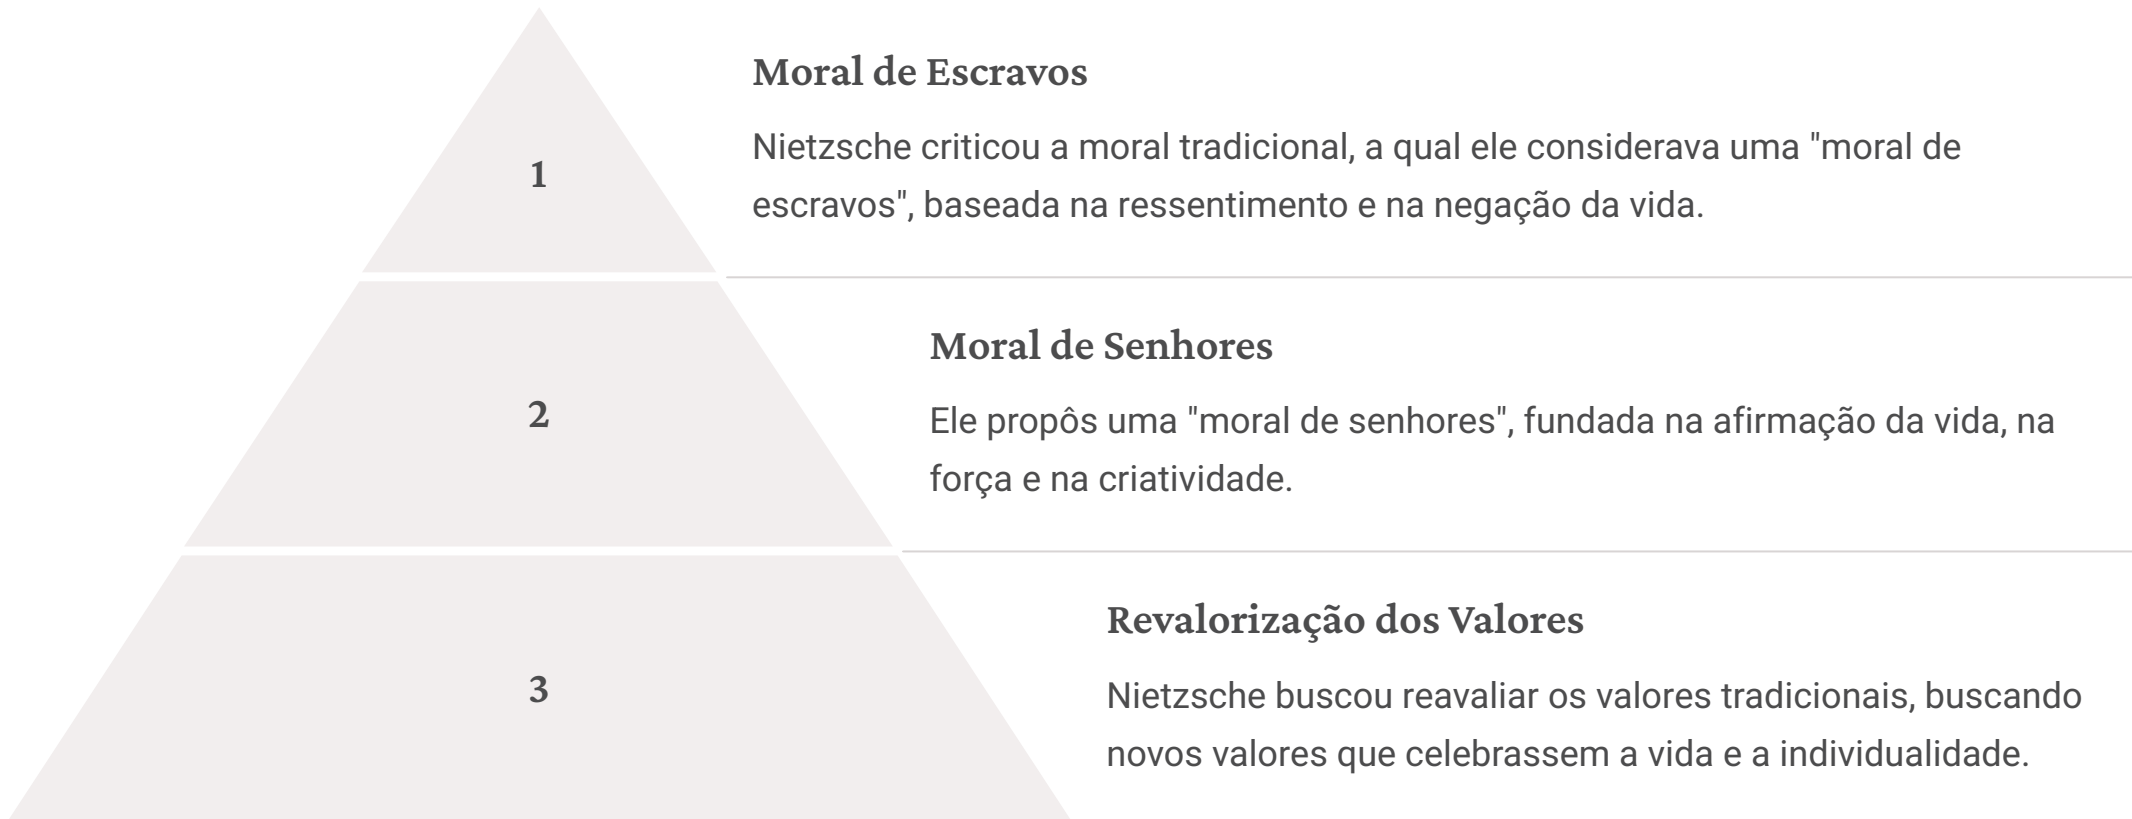 Moral de Escravos
1
Nietzsche criticou a moral tradicional, a qual ele considerava uma "moral de
escravos", baseada na ressentimento e na negação da vida.
Moral de Senhores
2
Ele propôs uma "moral de senhores", fundada na afirmação da vida, na
força e na criatividade.
Revalorização dos Valores
3
Nietzsche buscou reavaliar os valores tradicionais, buscando
novos valores que celebrassem a vida e a individualidade.